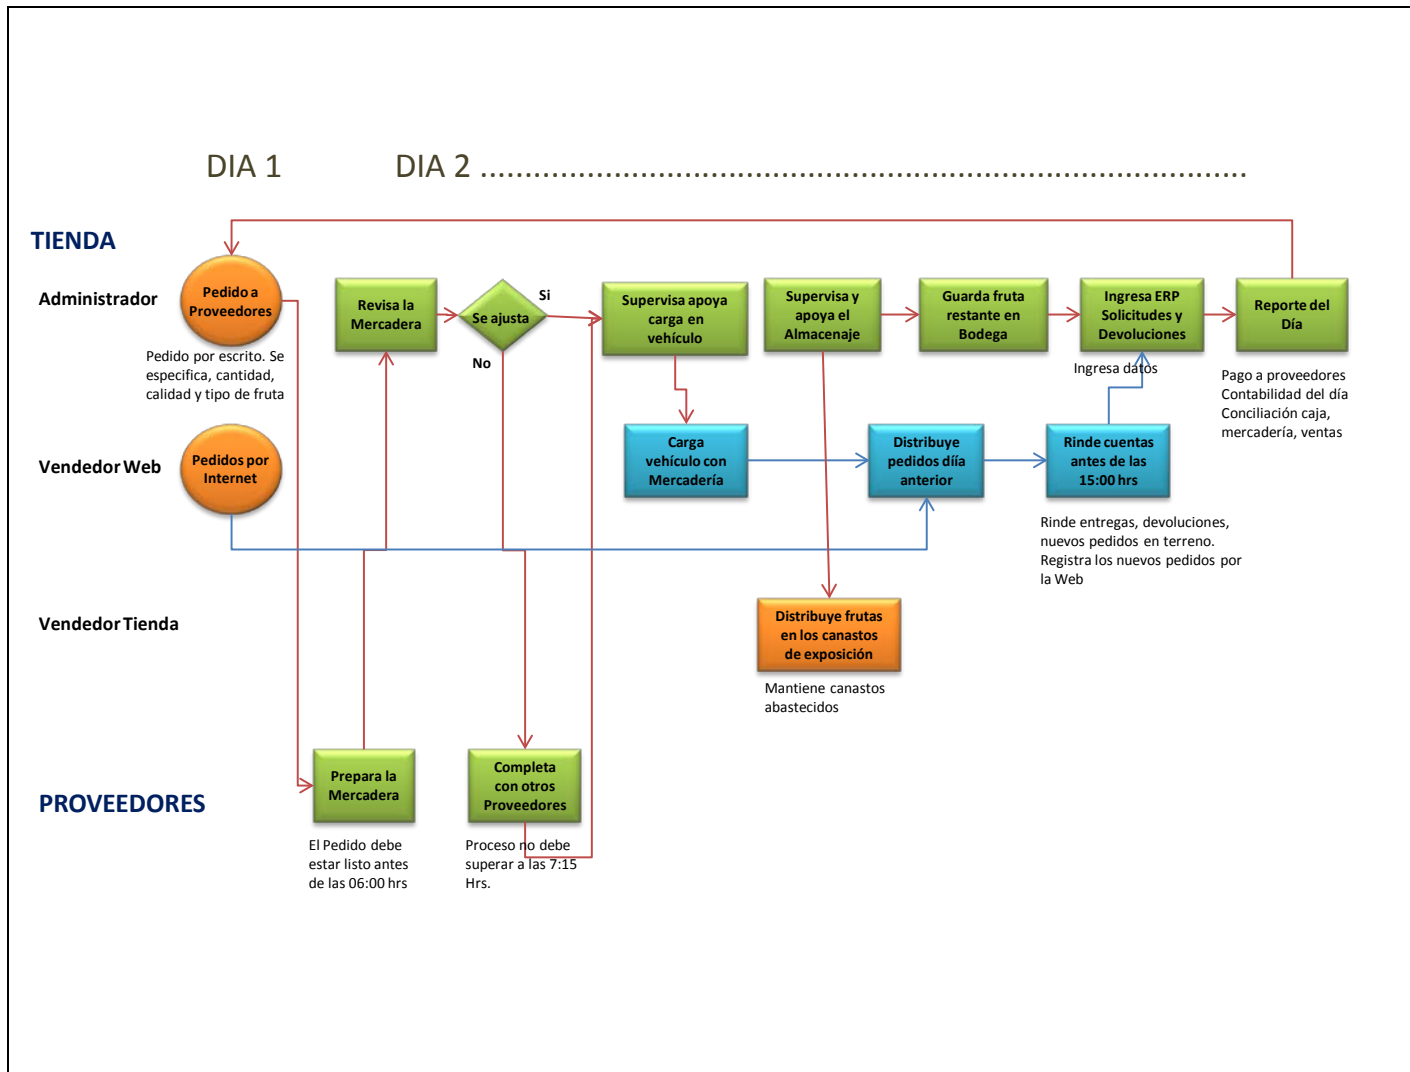 DIA 1
DIA 2 ........................................................................................
TIENDA
Administrador
Pedido a
Proveedores
Pedido por escrito. Se
especifica, cantidad,
calidad y tipo de fruta
Revisa la
Mercadera
Se ajusta
Si
No
Supervisa apoya
carga en
vehículo
Supervisa y
apoya el
Almacenaje
Guarda fruta
restante en
Bodega
Ingresa ERP
Solicitudes y
Devoluciones
Ingresa datos
Reporte del
Día
Pago a proveedores
Contabilidad del día
Conciliación caja,
mercadería, ventas
Vendedor Web
Pedidos por
Internet
Carga
vehículo con
Mercadería
Distribuye
pedidos díía
anterior
Rinde cuentas
antes de las
15:00 hrs
Rinde entregas, devoluciones,
nuevos pedidos en terreno.
Registra los nuevos pedidos por
la Web
Vendedor Tienda
Distribuye frutas
en los canastos
de exposición
Mantiene canastos
abastecidos
PROVEEDORES
Prepara la
Mercadera
El Pedido debe
estar listo antes
de las 06:00 hrs
Completa
con otros
Proveedores
Proceso no debe
superar a las 7:15
Hrs.